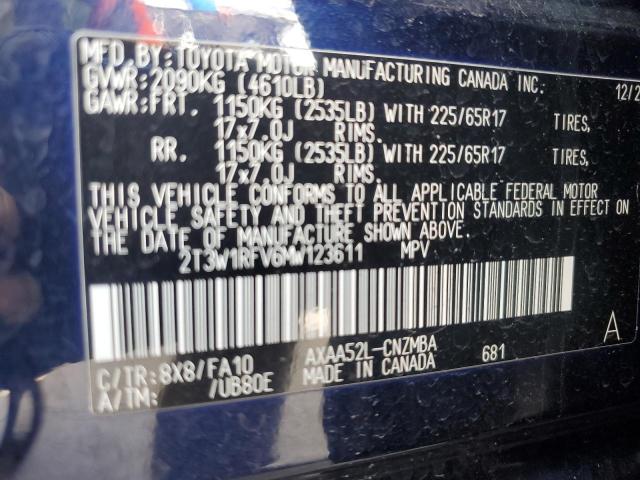 MFD.BY:TOYOTA MOTOR MANUFACTURING CANADA INC. 12/2
GVWR:2090KG (4610LB)
GAWR:FRT. 1150KG (2535LB) WITH 225/65R17 TIRES,
17x7.0J RIMS.
RR. 1150KG (2535LB) WITH 225/65R17 TIRES,
17x7.0J RIMS.
THIS VEHICLE CONFORMS TO ALL APPLICABLE FEDERAL MOTOR
VEHICLE SAFETY AND THEFT PREVENTION STANDARDS IN EFFECT ON
THE DATE OF MANUFACTURE SHOWN ABOVE.
2T3W1RFV6MW123611 MPV
A
C/TR:8X8/FA10 AXAA52L-CNZMBA 681
A/TM: /UB80E MADE IN CANADA